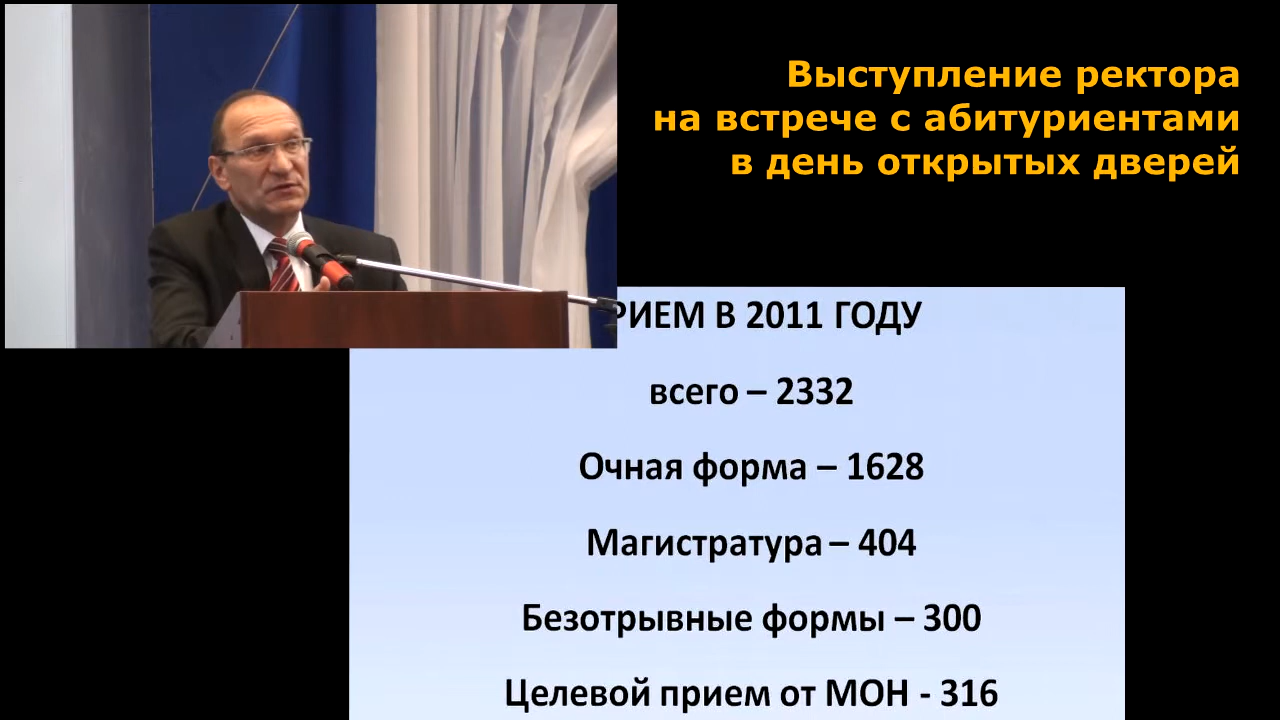 Выступление ректора
на встрече с абитуриентами
в день открытых дверей
РИЕМ В 2011 ГОДУ
всего – 2332
Очная форма – 1628
Магистратура – 404
Безотрывные формы – 300
Целевой прием от МОН - 316